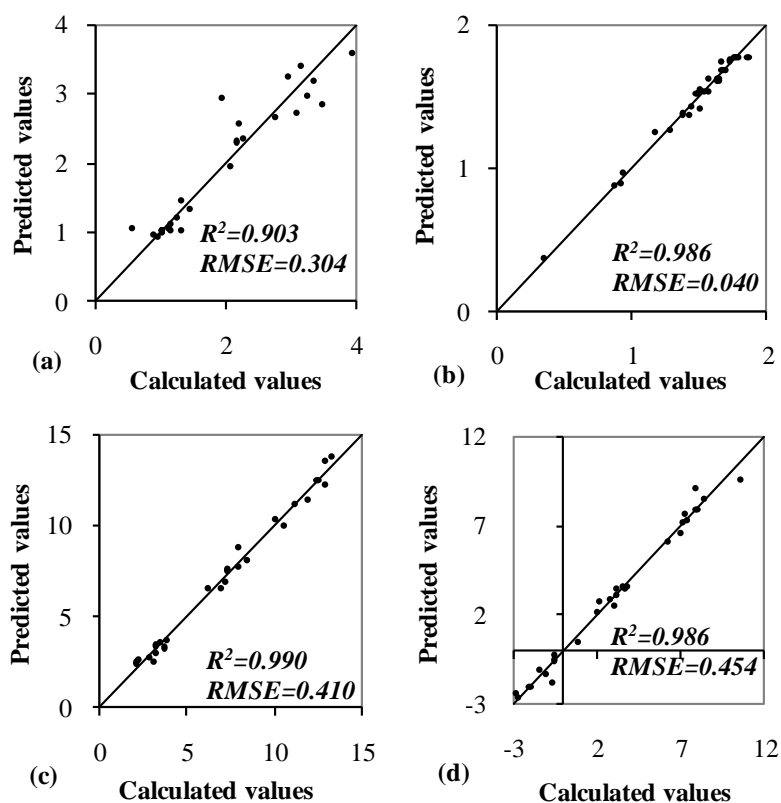 4
3
2
1
0
0
2
4
Predicted values
Calculated values
R²=0.903
RMSE=0.304
(a)
2
1
0
0
1
2
Predicted values
Calculated values
R²=0.986
RMSE=0.040
(b)
15
10
5
0
0
5
10
15
Predicted values
Calculated values
R²=0.990
RMSE=0.410
(c)
12
7
2
-3
-3
2
7
12
Predicted values
Calculated values
R²=0.986
RMSE=0.454
(d)